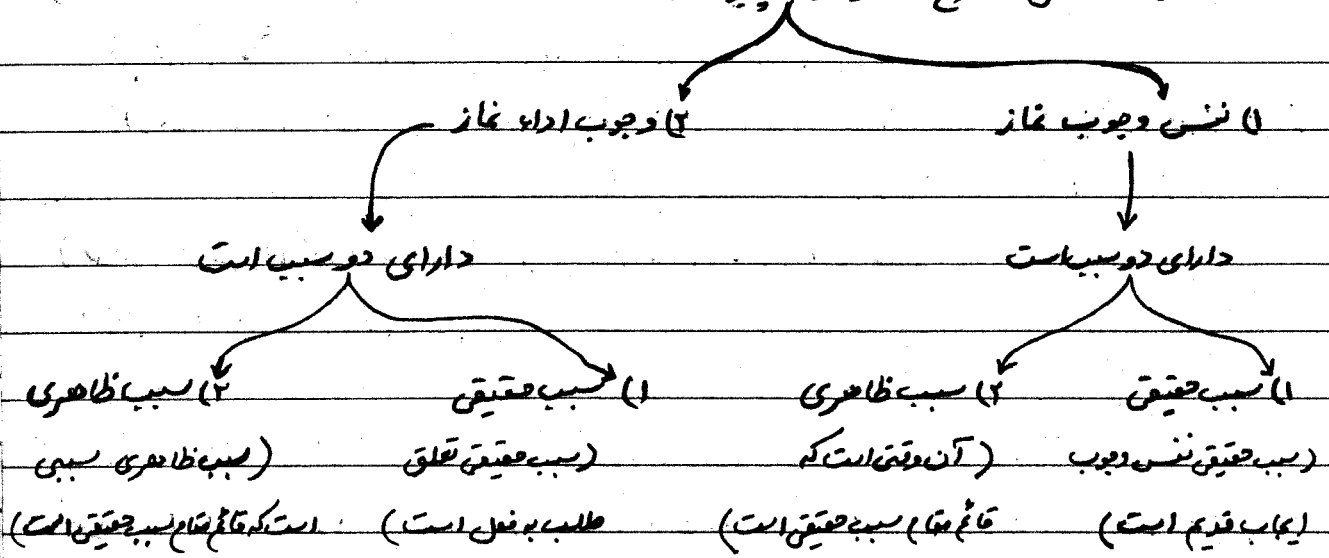 ۱) نفس وجوب نماز ۲) وجوب اداء نماز
دارای دو سبب است دارای دو سبب است
۱) سبب حقیقی ۲) سبب ظاهری ۱) سبب حقیقی ۲) سبب ظاهری
(سبب حقیقی نفس وجوب (آن وقتی است که (سبب حقیقی تعلق (سبب ظاهری سببی
ایجاب قدیم است) قائم مقام سبب حقیقی است) طلب به فعل است) است که قائم مقام سبب حقیقی است)